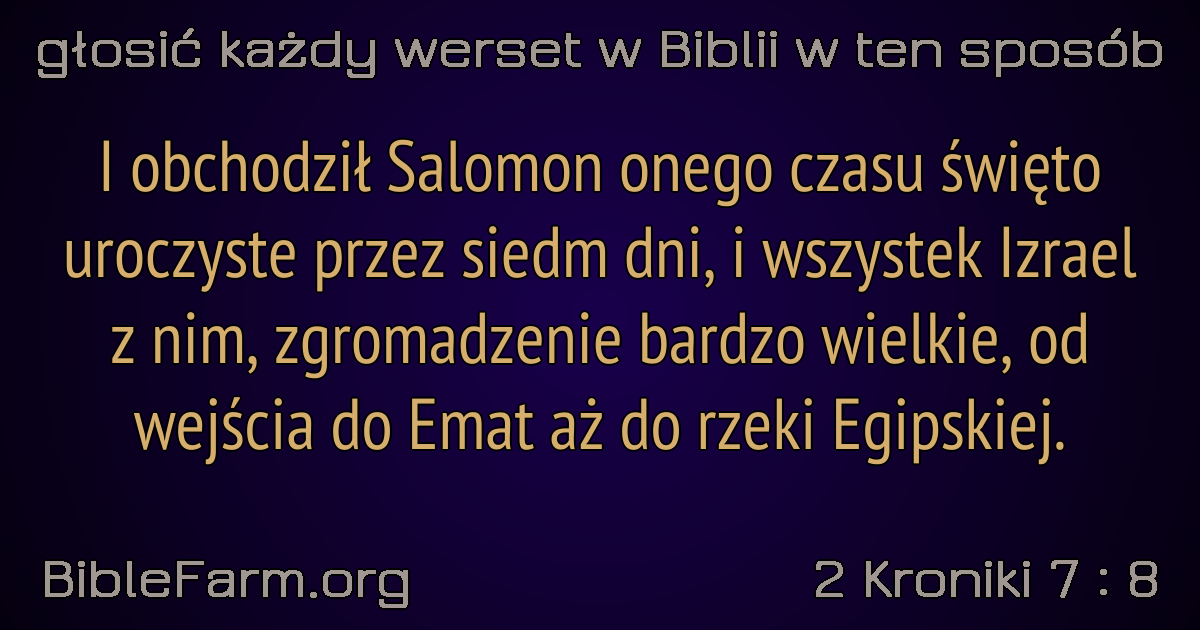 głosić każdy werset w Biblii w ten sposób
I obchodził Salomon onego czasu święto
uroczyste przez siedm dni, i wszystek Izrael
z nim, zgromadzenie bardzo wielkie, od
wejścia do Emat aż do rzeki Egipskiej.
BibleFarm.org
2 Kroniki 7 : 8